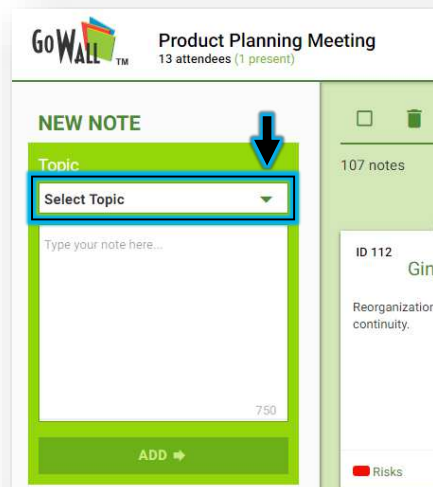 GoWALL TM
Product Planning Meeting
13 attendees (1 present)
NEW NOTE
Topic
Select Topic
Type your note here...
750
ADD
107 notes
ID 112
Gin
Reorganization
continuity.
Risks